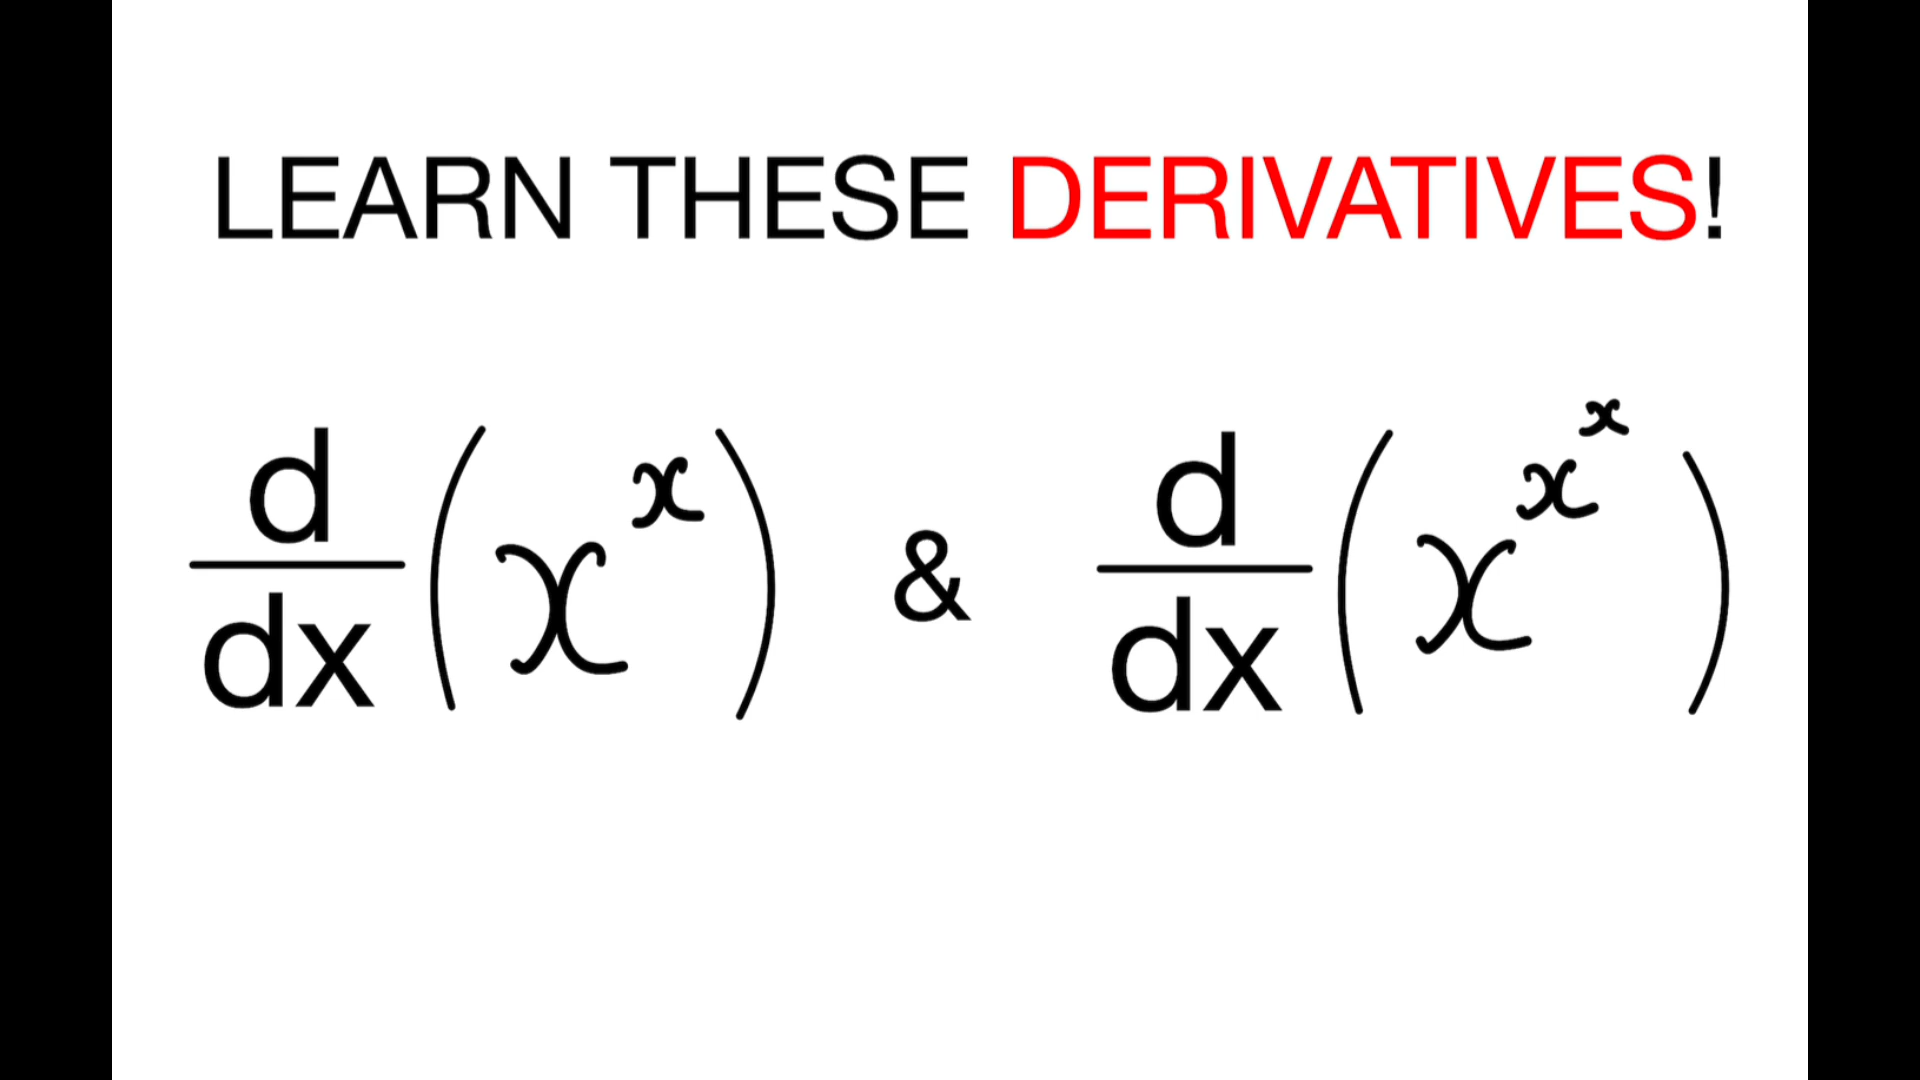 LEARN THESE DERIVATIVES!
d/dx (x^x) & d/dx (x^x^x)